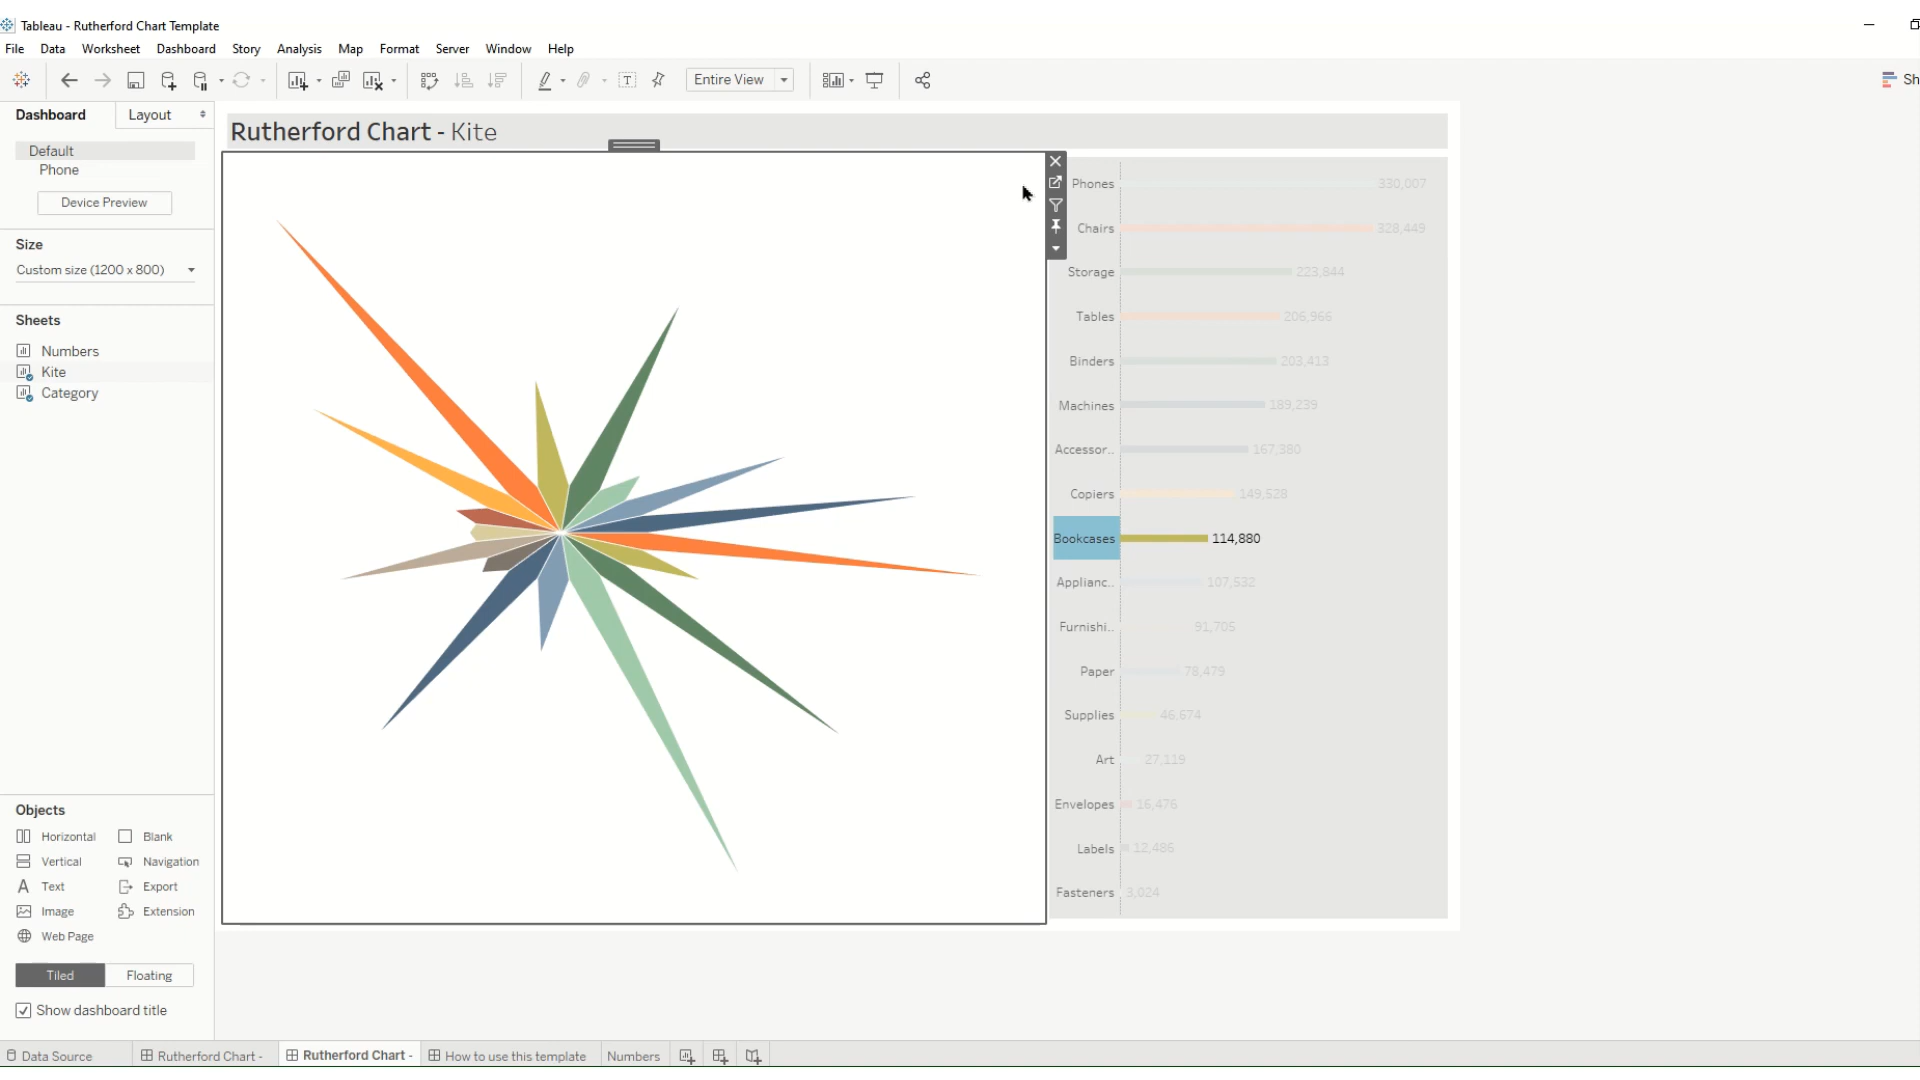 Tableau - Rutherford Chart Template
File Data Worksheet Dashboard Story Analysis Map Format Server Window Help
Entire View
Sh
Dashboard
Layout
Default
Phone
Device Preview
Size
Custom size (1200 x 800)
Sheets
Numbers
Kite
Category
Objects
Horizontal
Blank
Vertical
Navigation
Text
Export
Image
Extension
Web Page
Tiled
Floating
Show dashboard title
Rutherford Chart - Kite
Phones 330,007
Chairs 328,449
Storage 223,844
Tables 206,966
Binders 203,413
Machines 189,239
Accessor.. 167,380
Copiers 149,528
Bookcases 114,880
Applianc.. 107,532
Furnishi.. 91,705
Paper 78,479
Supplies 46,674
Art 27,119
Envelopes 16,476
Labels 12,486
Fasteners 3,024
Data Source
Rutherford Chart -
Rutherford Chart -
How to use this template
Numbers